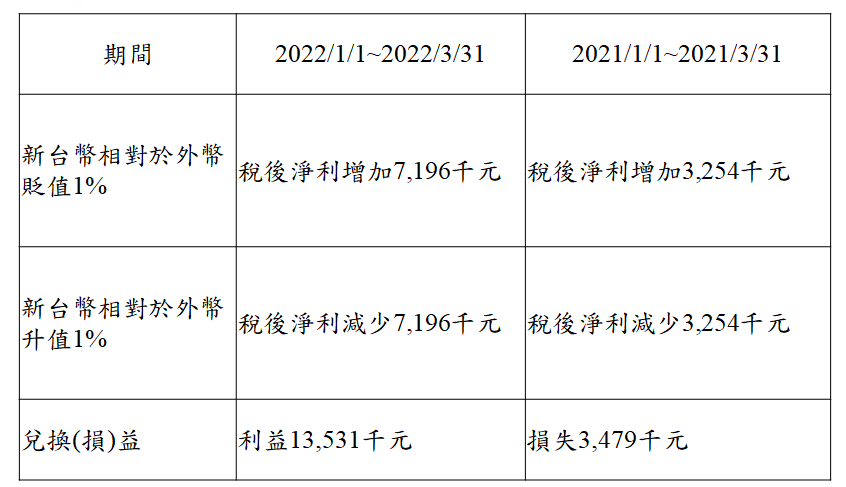 期間 2022/1/1~2022/3/31 2021/1/1~2021/3/31
新台幣相對於外幣
貶值1% 稅後淨利增加7,196千元 稅後淨利增加3,254千元
新台幣相對於外幣
升值1% 稅後淨利減少7,196千元 稅後淨利減少3,254千元
兌換(損)益 利益13,531千元 損失3,479千元